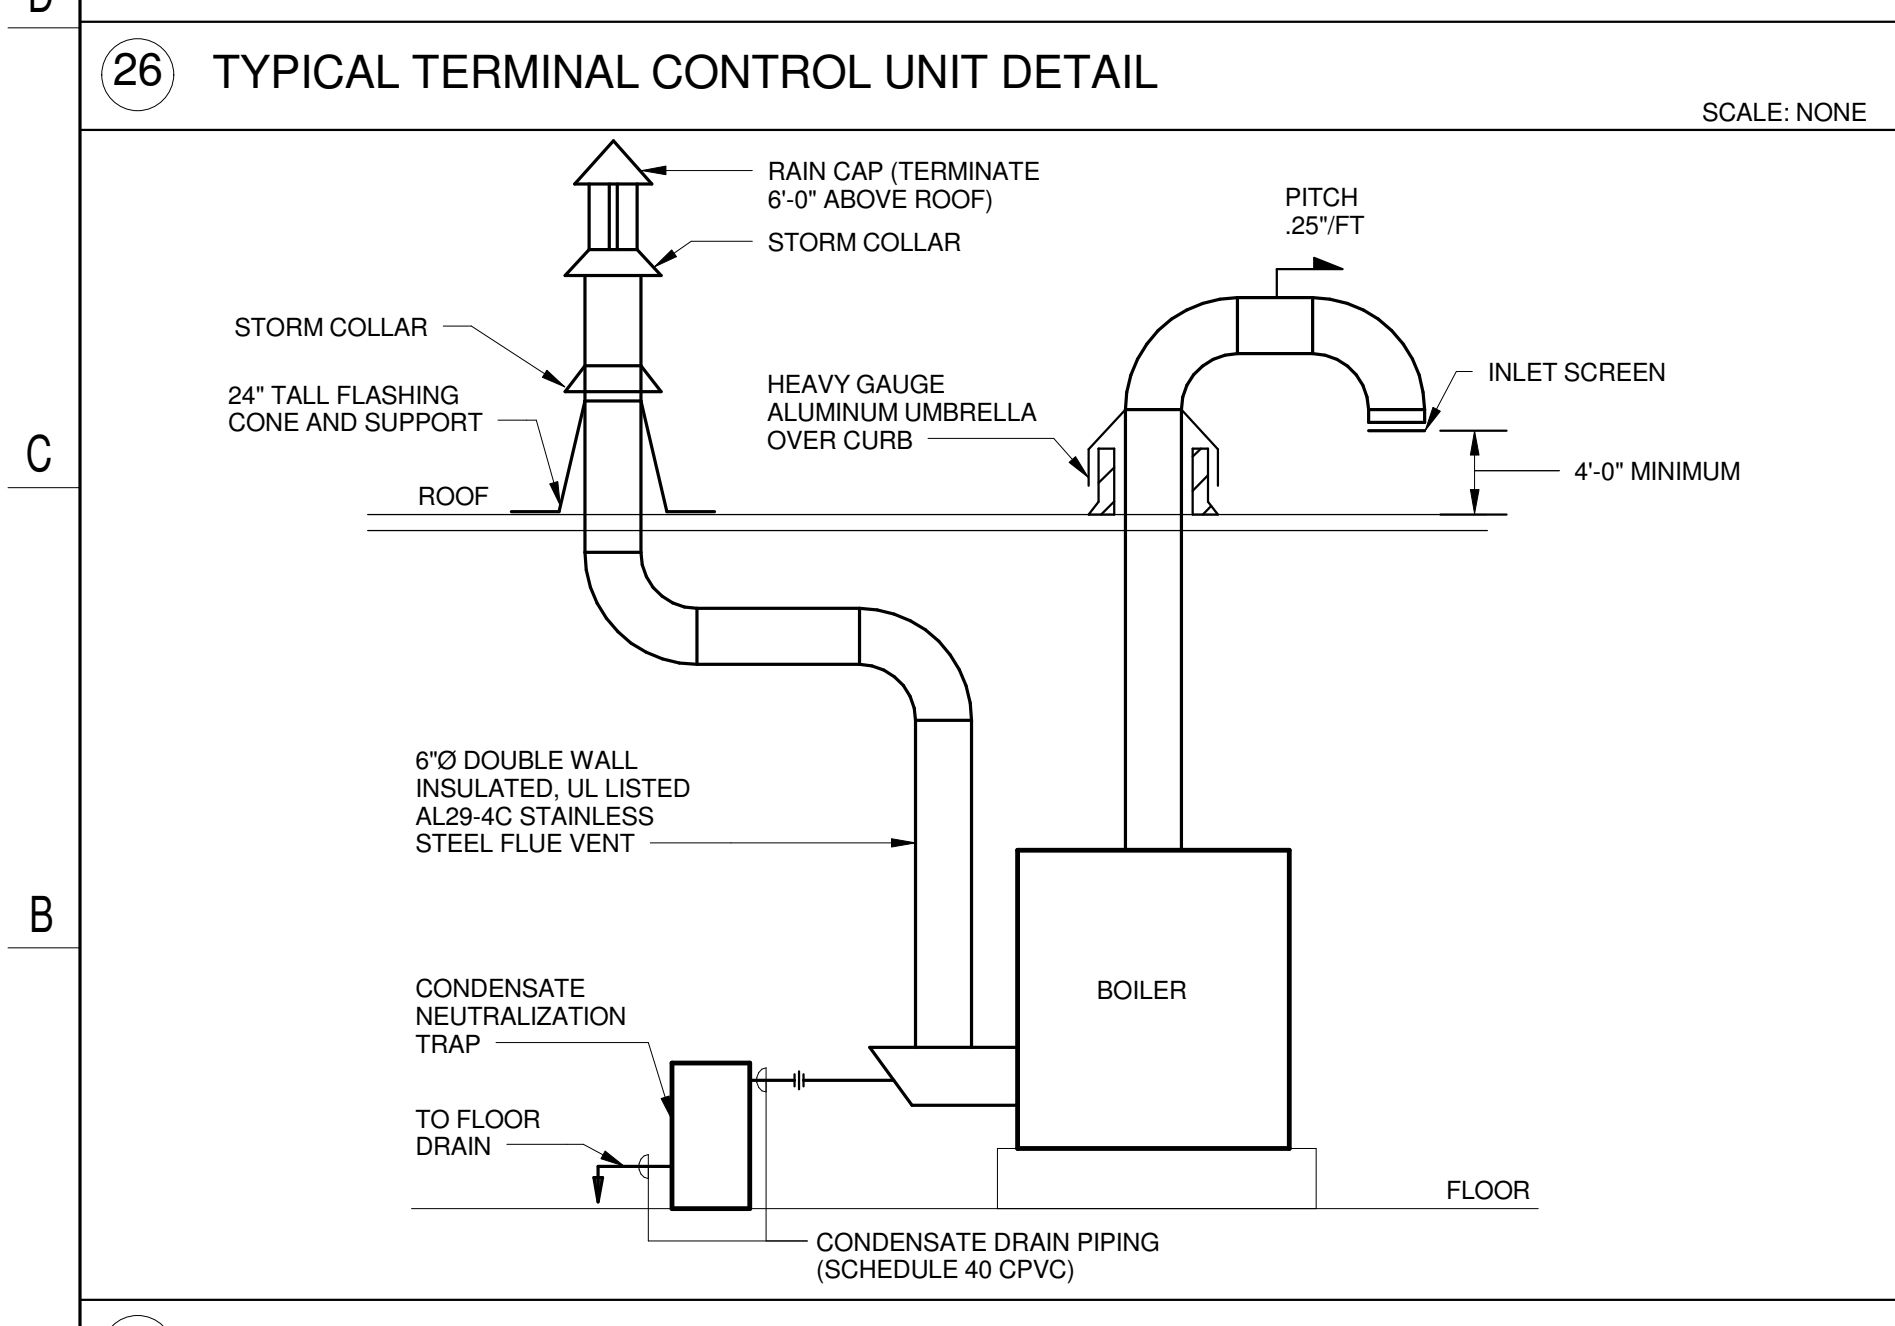 D
26 TYPICAL TERMINAL CONTROL UNIT DETAIL
SCALE: NONE
RAIN CAP (TERMINATE
6'-0" ABOVE ROOF)
STORM COLLAR
PITCH
.25"/FT
STORM COLLAR
24" TALL FLASHING
CONE AND SUPPORT
HEAVY GAUGE
ALUMINUM UMBRELLA
OVER CURB
INLET SCREEN
C
4'-0" MINIMUM
ROOF
6"Ø DOUBLE WALL
INSULATED, UL LISTED
AL29-4C STAINLESS
STEEL FLUE VENT
B
CONDENSATE
NEUTRALIZATION
TRAP
BOILER
TO FLOOR
DRAIN
FLOOR
CONDENSATE DRAIN PIPING
(SCHEDULE 40 CPVC)